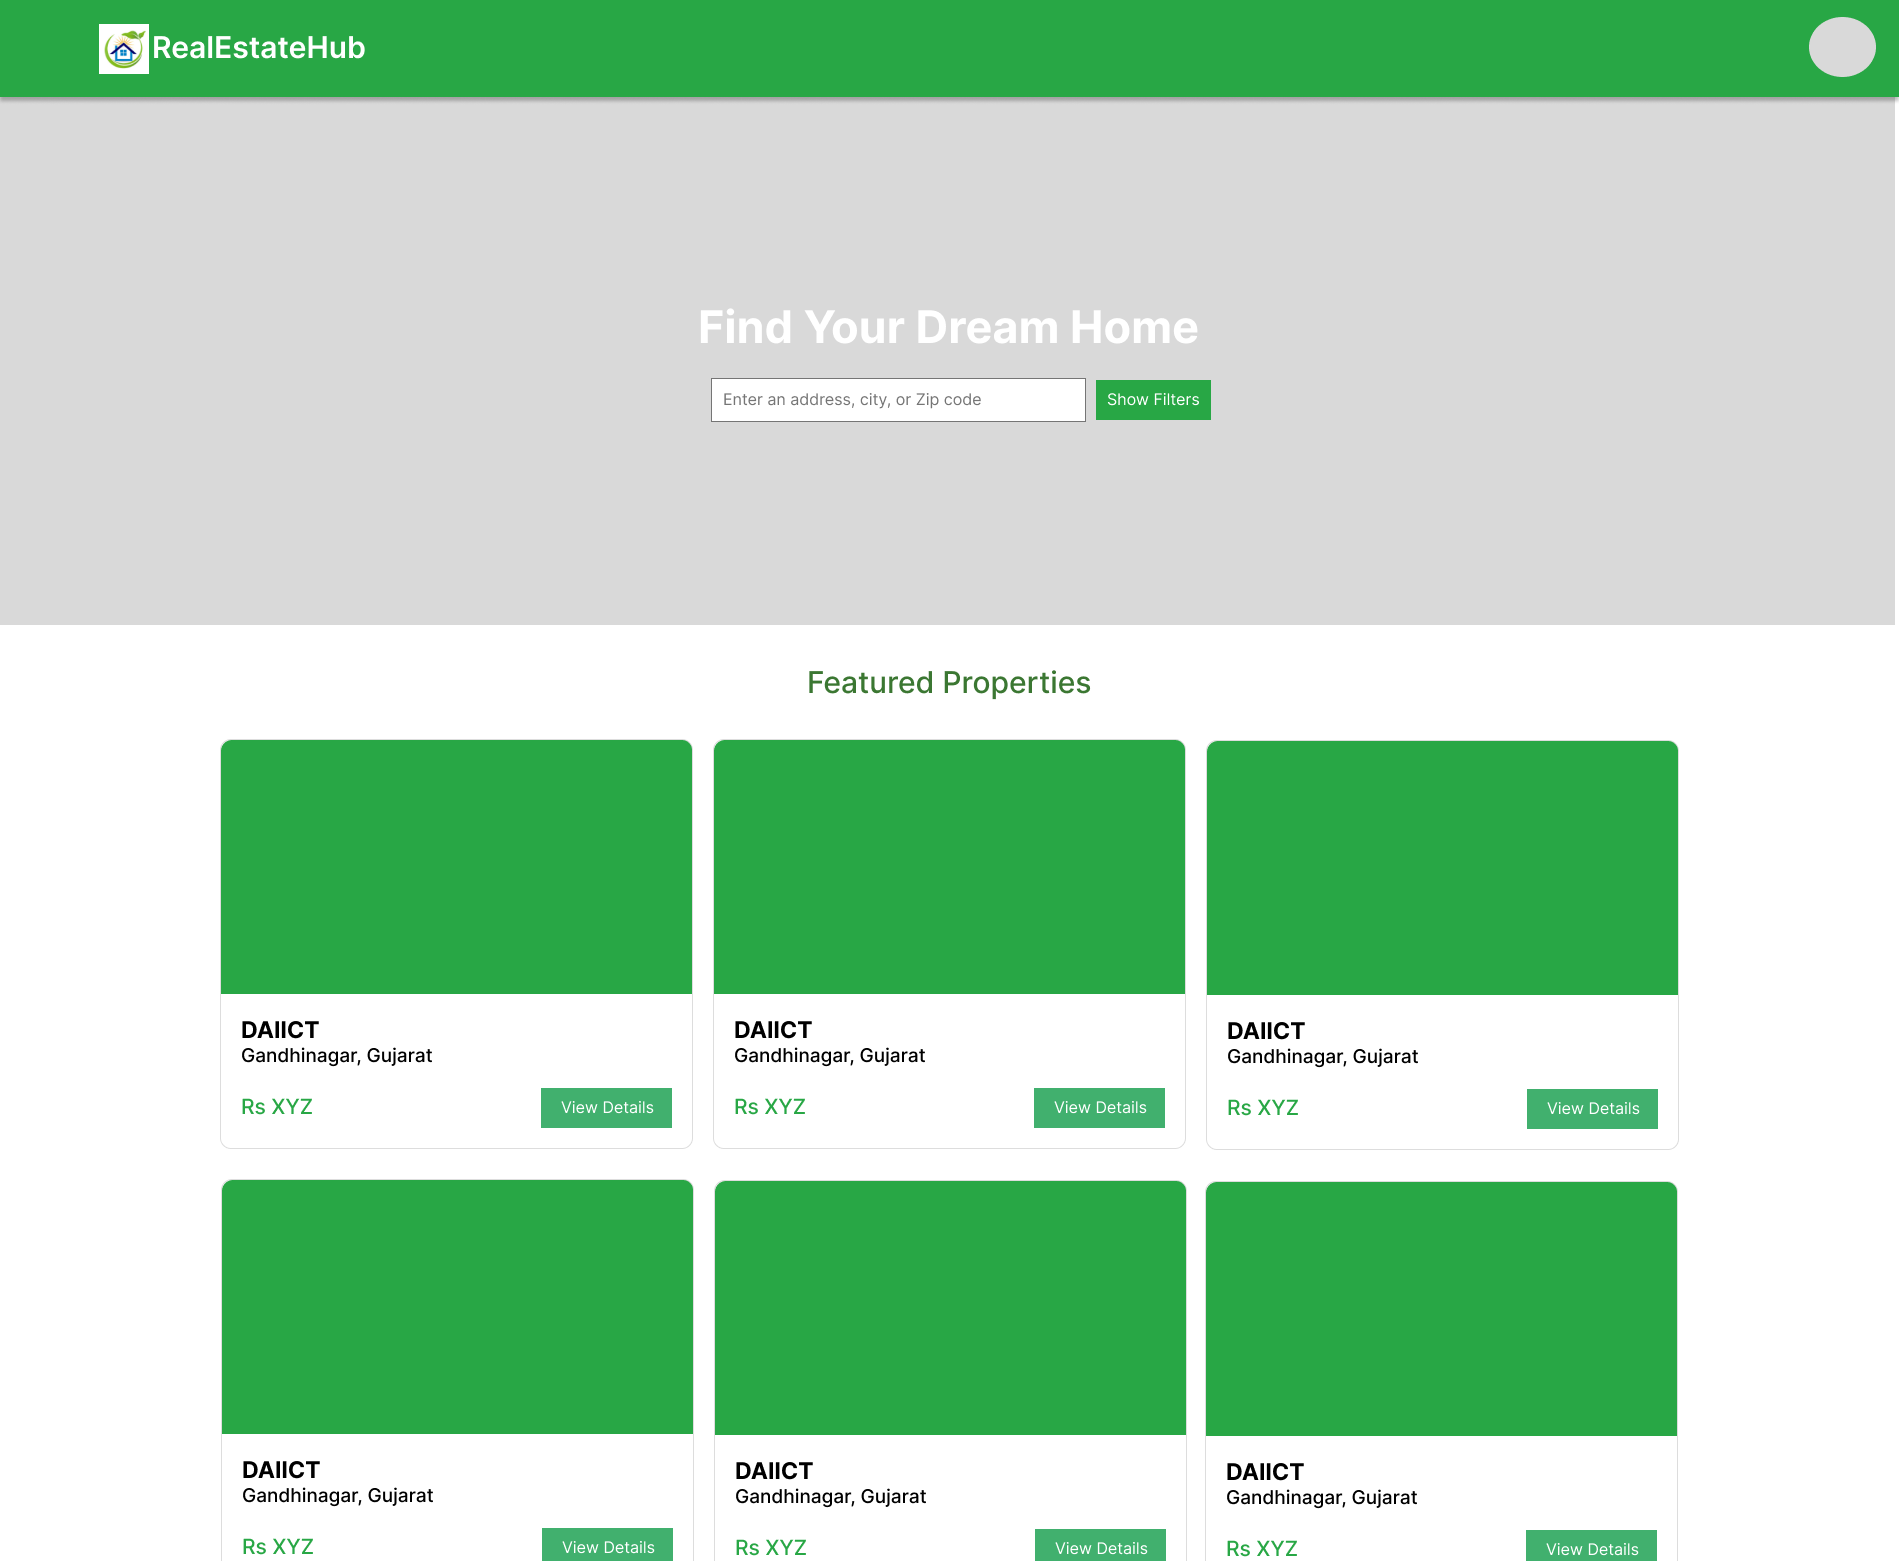 RealEstateHub
Find Your Dream Home
Enter an address, city, or Zip code
Show Filters
Featured Properties
DAIICT
Gandhinagar, Gujarat
Rs XYZ
View Details
DAIICT
Gandhinagar, Gujarat
Rs XYZ
View Details
DAIICT
Gandhinagar, Gujarat
Rs XYZ
View Details
DAIICT
Gandhinagar, Gujarat
Rs XYZ
View Details
DAIICT
Gandhinagar, Gujarat
Rs XYZ
View Details
DAIICT
Gandhinagar, Gujarat
Rs XYZ
View Details